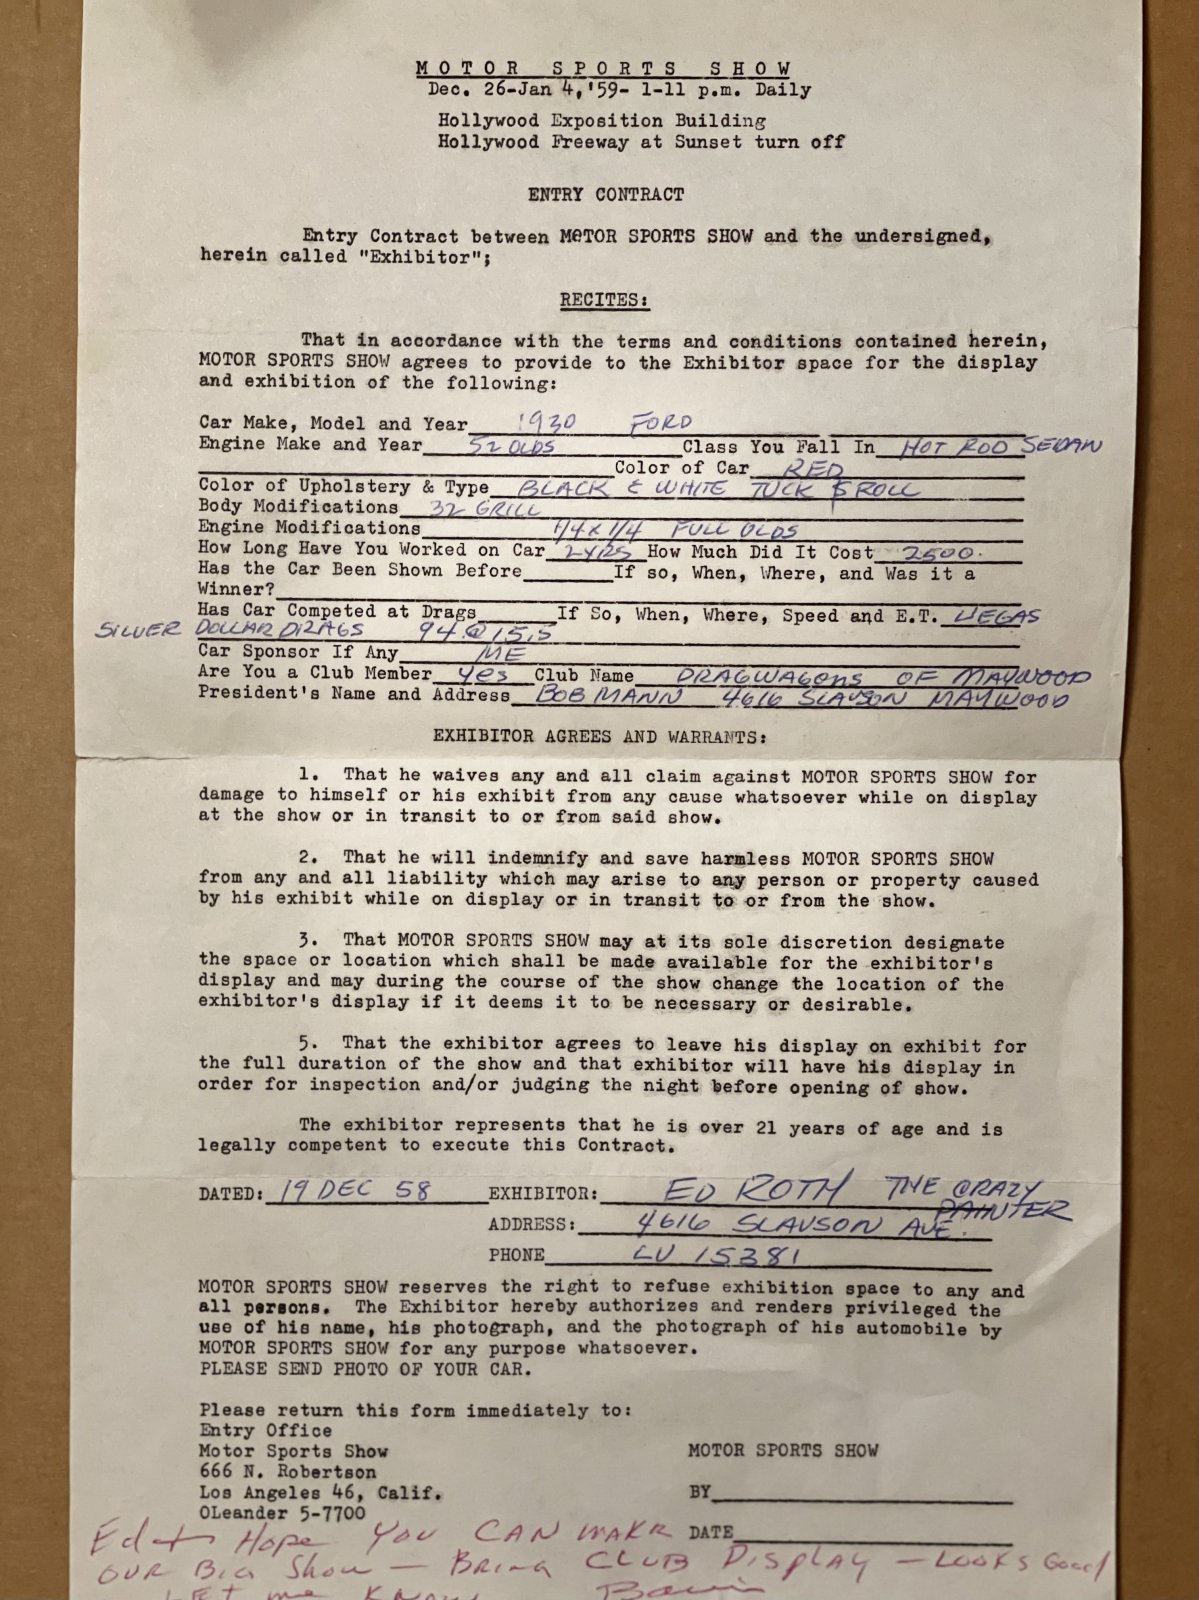 MOTOR SPORTS SHOW
Dec. 26-Jan 4,'59- 1-11 p.m. Daily
Hollywood Exposition Building
Hollywood Freeway at Sunset turn off
ENTRY CONTRACT
Entry Contract between MeTOR SPORTS SHOW and the undersigned,
herein called "Exhibitor";
RECITES:
That in accordance with the terms and conditions contained herein,
MOTOR SPORTS SHOW agrees to provide to the Exhibitor space for the display
and exhibition of the following:
Car Make, Model and Year 1930 FORD
Engine Make and Year 52 OLDS Class You Fall In HOT ROD SEDAN
Color of Car RED
Color of Upholstery & Type BLACK & WHITE TUCK & ROLL
Body Modifications 32 GRILL
Engine Modifications 1/4 x 1/4 FULL OLDS
How Long Have You Worked on Car 2 YRS How Much Did It Cost 2500.
Has the Car Been Shown Before If so, When, Where, and Was it a
Winner?
Has Car Competed at Drags If So, When, Where, Speed and E.T. VEGAS
SILVER DOLLAR DRAGS 94 @ 15.5
Car Sponsor If Any ME
Are You a Club Member yes Club Name DRAGWAGONS OF MAYWOOD
President's Name and Address BOB MANN 4616 SLAUSON MAYWOOD
EXHIBITOR AGREES AND WARRANTS:
1. That he waives any and all claim against MOTOR SPORTS SHOW for
damage to himself or his exhibit from any cause whatsoever while on display
at the show or in transit to or from said show.
2. That he will indemnify and save harmless MOTOR SPORTS SHOW
from any and all liability which may arise to any person or property caused
by his exhibit while on display or in transit to or from the show.
3. That MOTOR SPORTS SHOW may at its sole discretion designate
the space or location which shall be made available for the exhibitor's
display and may during the course of the show change the location of the
exhibitor's display if it deems it to be necessary or desirable.
5. That the exhibitor agrees to leave his display on exhibit for
the full duration of the show and that exhibitor will have his display in
order for inspection and/or judging the night before opening of show.
The exhibitor represents that he is over 21 years of age and is
legally competent to execute this Contract.
DATED: 19 DEC 58 EXHIBITOR: ED ROTH THE CRAZY
PAINTER
ADDRESS: 4616 SLAUSON AVE.
PHONE LU 15381
MOTOR SPORTS SHOW reserves the right to refuse exhibition space to any and
all persons. The Exhibitor hereby authorizes and renders privileged the
use of his name, his photograph, and the photograph of his automobile by
MOTOR SPORTS SHOW for any purpose whatsoever.
PLEASE SEND PHOTO OF YOUR CAR.
Please return this form immediately to:
Entry Office
Motor Sports Show
666 N. Robertson
Los Angeles 46, Calif.
OLeander 5-7700
MOTOR SPORTS SHOW
BY
DATE
Ed Hope YOU CAN MAKE
OUR BIG Show — BRING CLUB DISPLAY — LOOKS Good
LET me KNOW